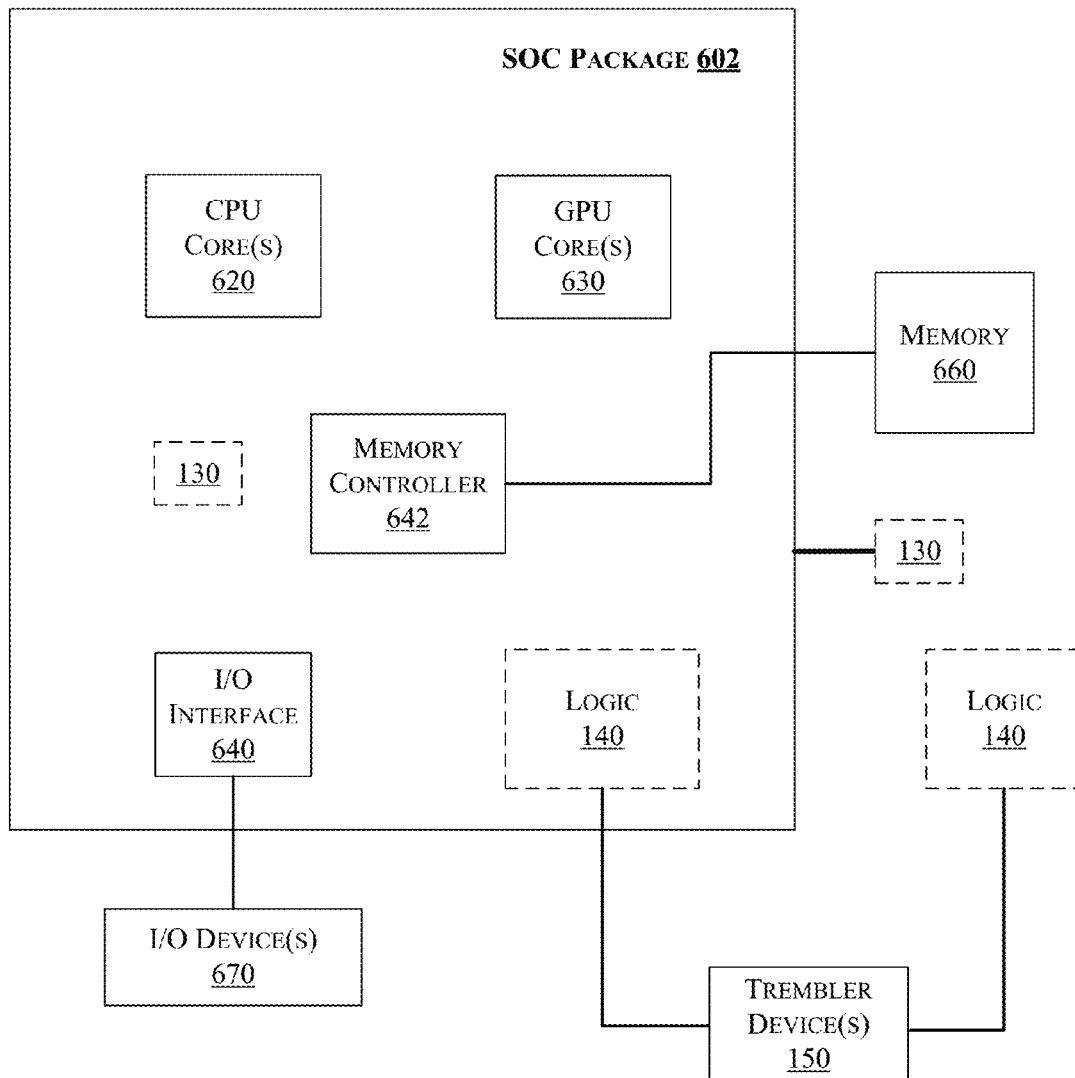 SOC PACKAGE 602
CPU
CORE(S)
620
GPU
CORE(S)
630
MEMORY
660
130
MEMORY
CONTROLLER
642
130
I/O
INTERFACE
640
LOGIC
140
LOGIC
140
I/O DEVICE(S)
670
TREMBLER
DEVICE(S)
150